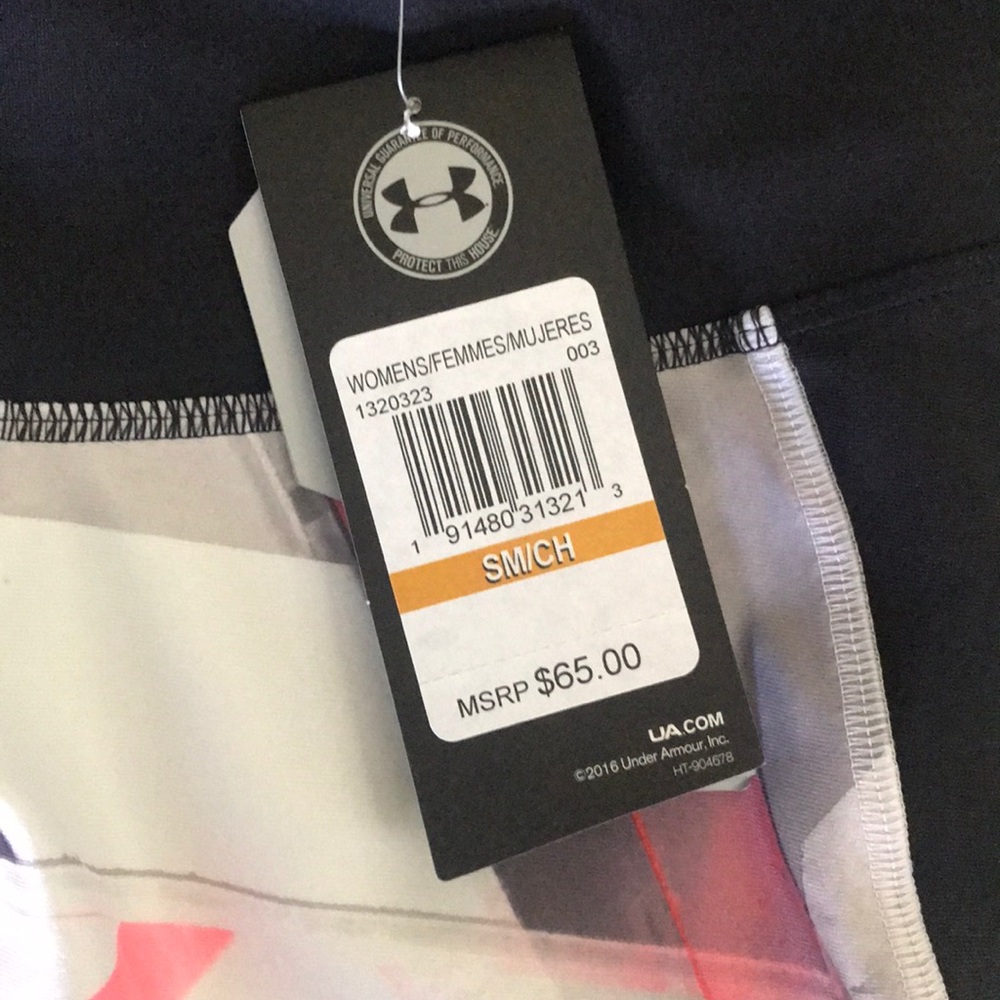 UNIVERSAL GUARANTEE OF PERFORMANCE
PROTECT THIS HOUSE
WOMENS/FEMMES/MUJERES
1320323 003
1 91480 31321 3
SM/CH
MSRP $65.00
UA.COM
©2016 Under Armour, Inc.
HT-904678